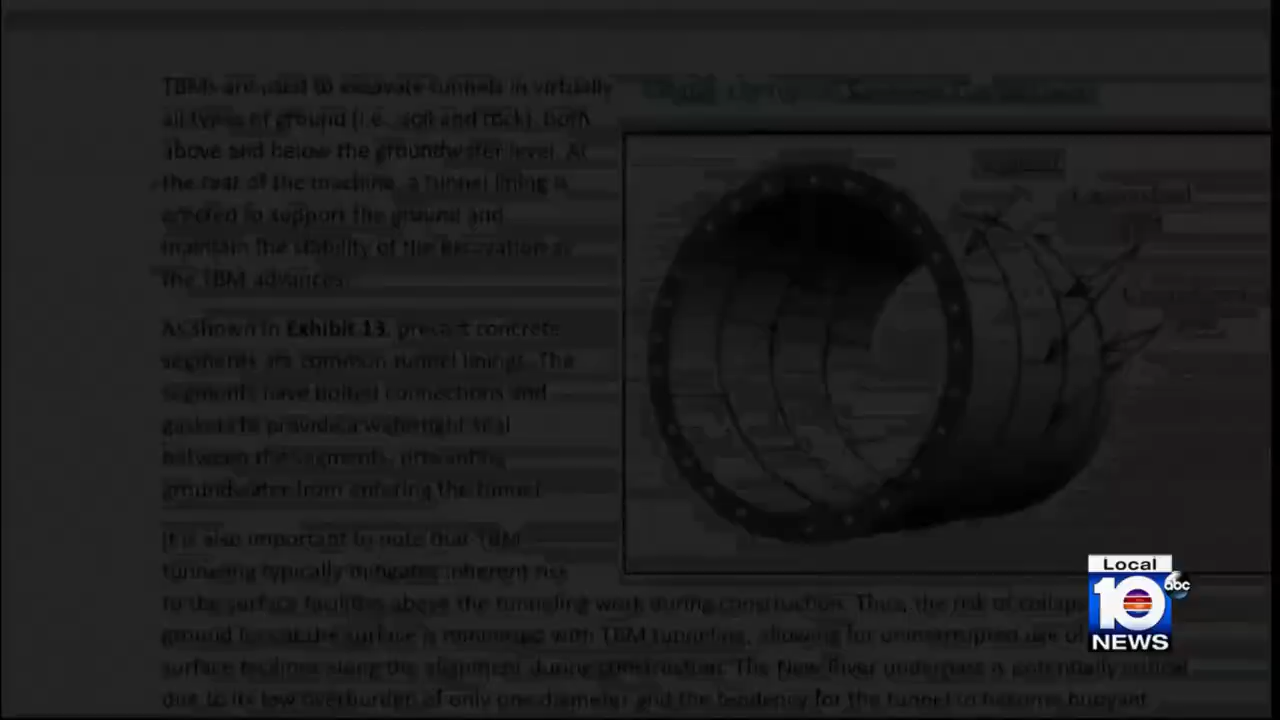 TBMs are used to excavate tunnels in virtually
all types of ground (i.e., soil and rock), both
above and below the groundwater level. At
the rear of the machine, a tunnel lining is
erected to support the ground and
maintain the stability of the excavation as
the TBM advances.
As shown in Exhibit 13, precast concrete
segments are common tunnel linings. The
segments have bolted connections and
gaskets to provide a watertight seal
between the segments, preventing
groundwater from entering the tunnel.
It is also important to note that TBM
tunneling typically mitigates inherent risk
to the surface facilities above the tunneling work during construction. Thus, the risk of
ground at the surface is minimized with TBM tunneling, allowing for uninterrupted use of
surface facilities along the alignment during construction. The New River undergoes is potentially critical
due to its low overburden of only one diameter and the tendency for the tunnel to become buoyant
Local
10
abc
NEWS